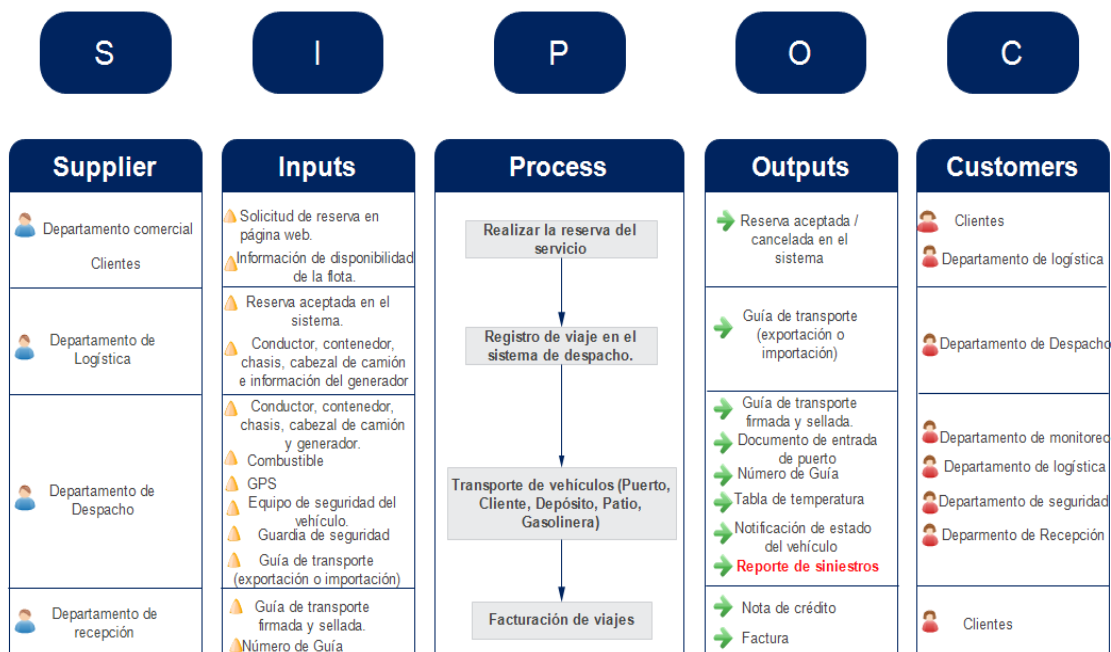 S
I
P
O
C
Supplier
Inputs
Process
Outputs
Customers
Departamento comercial
Clientes
Solicitud de reserva en
página web.
Información de disponibilidad
de la flota.
Realizar la reserva del
servicio
Reserva aceptada /
cancelada en el
sistema
Clientes
Departamento de logística
Departamento de
Logística
Reserva aceptada en el
sistema.
Conductor, contenedor,
chasis, cabezal de camión
e información del generador
Registro de viaje en el
sistema de despacho.
Guía de transporte
(exportación o
importación)
Departamento de Despacho
Departamento de
Despacho
Conductor, contenedor,
chasis, cabezal de camión
y generador.
Combustible
GPS
Equipo de seguridad del
vehículo.
Guardia de seguridad
Guía de transporte
(exportación o importación)
Transporte de vehículos (Puerto,
Cliente, Depósito, Patio,
Gasolinera)
Guía de transporte
firmada y sellada.
Documento de entrada
de puerto
Número de Guía
Tabla de temperatura
Notificación de estado
del vehículo
Reporte de siniestros
Departamento de monitoreo
Departamento de logística
Departamento de seguridad
Deparmento de Recepción
Departamento de
recepción
Guía de transporte
firmada y sellada.
Número de Guía
Facturación de viajes
Nota de crédito
Factura
Clientes